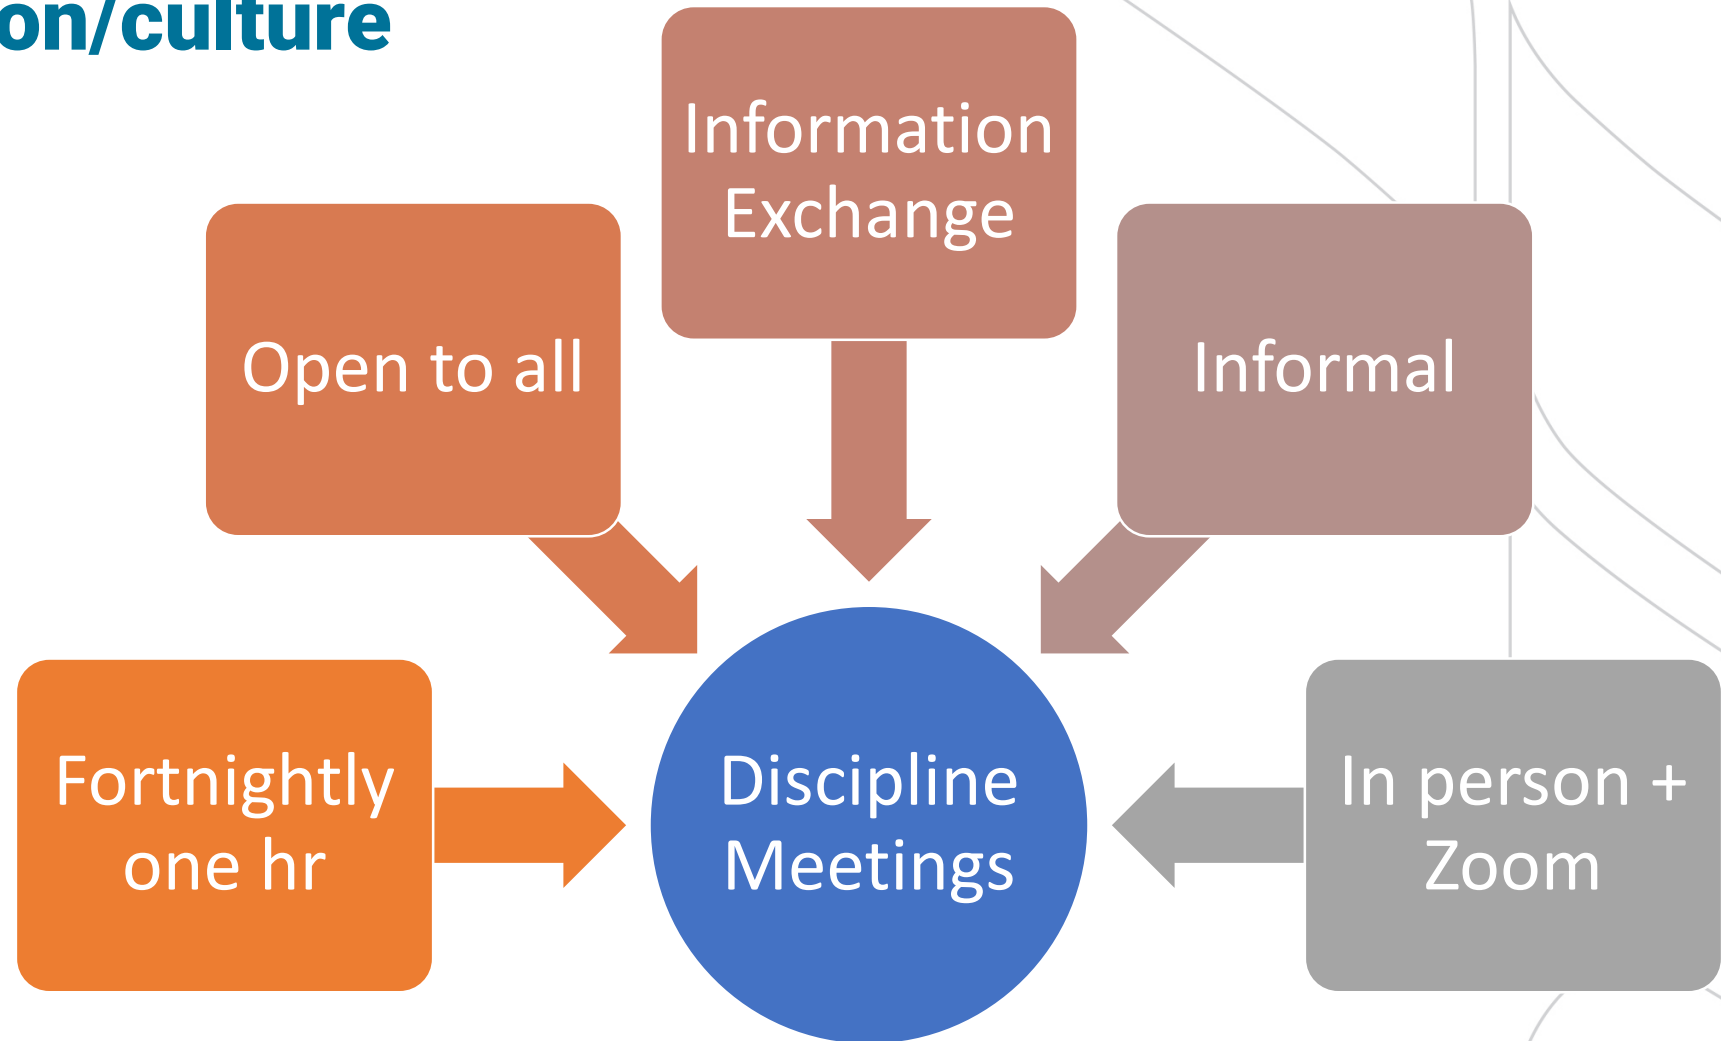 on/culture
Information
Exchange
Open to all
Informal
Fortnightly
one hr
Discipline
Meetings
In person +
Zoom